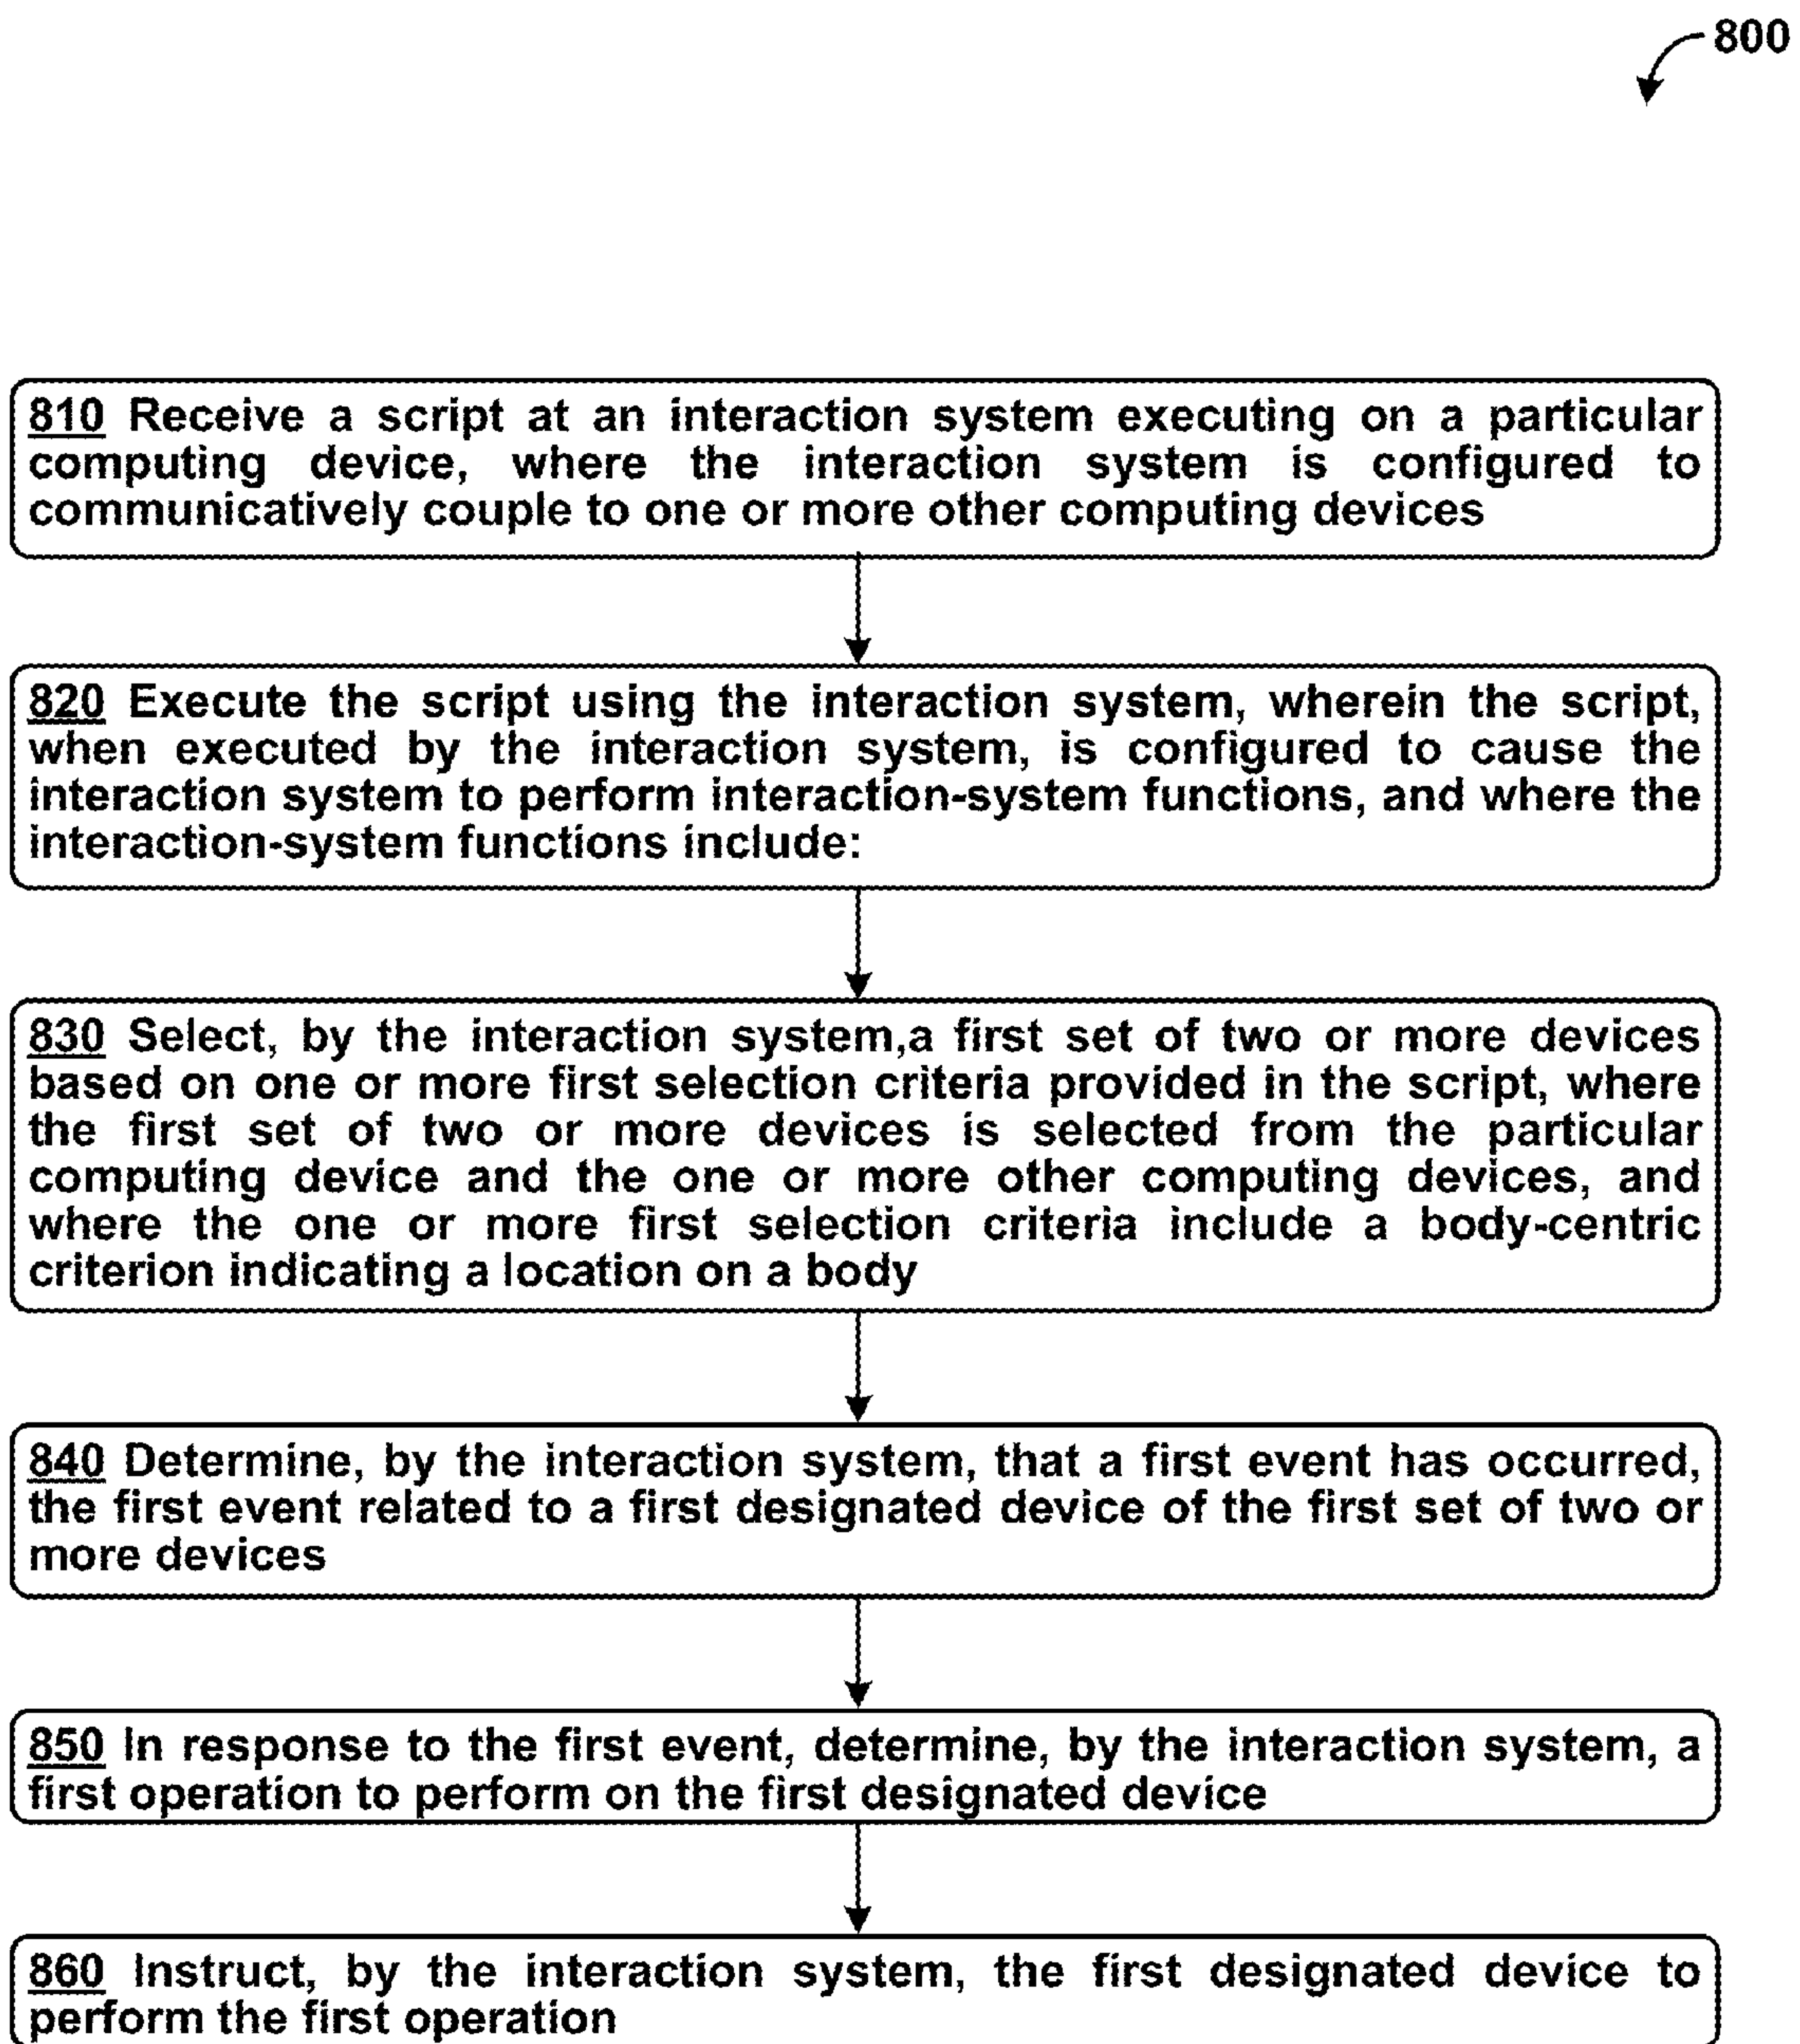 800
810 Receive a script at an interaction system executing on a particular
computing device, where the interaction system is configured to
communicatively couple to one or more other computing devices
820 Execute the script using the interaction system, wherein the script,
when executed by the interaction system, is configured to cause the
interaction system to perform interaction-system functions, and where the
interaction-system functions include:
830 Select, by the interaction system,a first set of two or more devices
based on one or more first selection criteria provided in the script, where
the first set of two or more devices is selected from the particular
computing device and the one or more other computing devices, and
where the one or more first selection criteria include a body-centric
criterion indicating a location on a body
840 Determine, by the interaction system, that a first event has occurred,
the first event related to a first designated device of the first set of two or
more devices
850 In response to the first event, determine, by the interaction system, a
first operation to perform on the first designated device
860 Instruct, by the interaction system, the first designated device to
perform the first operation